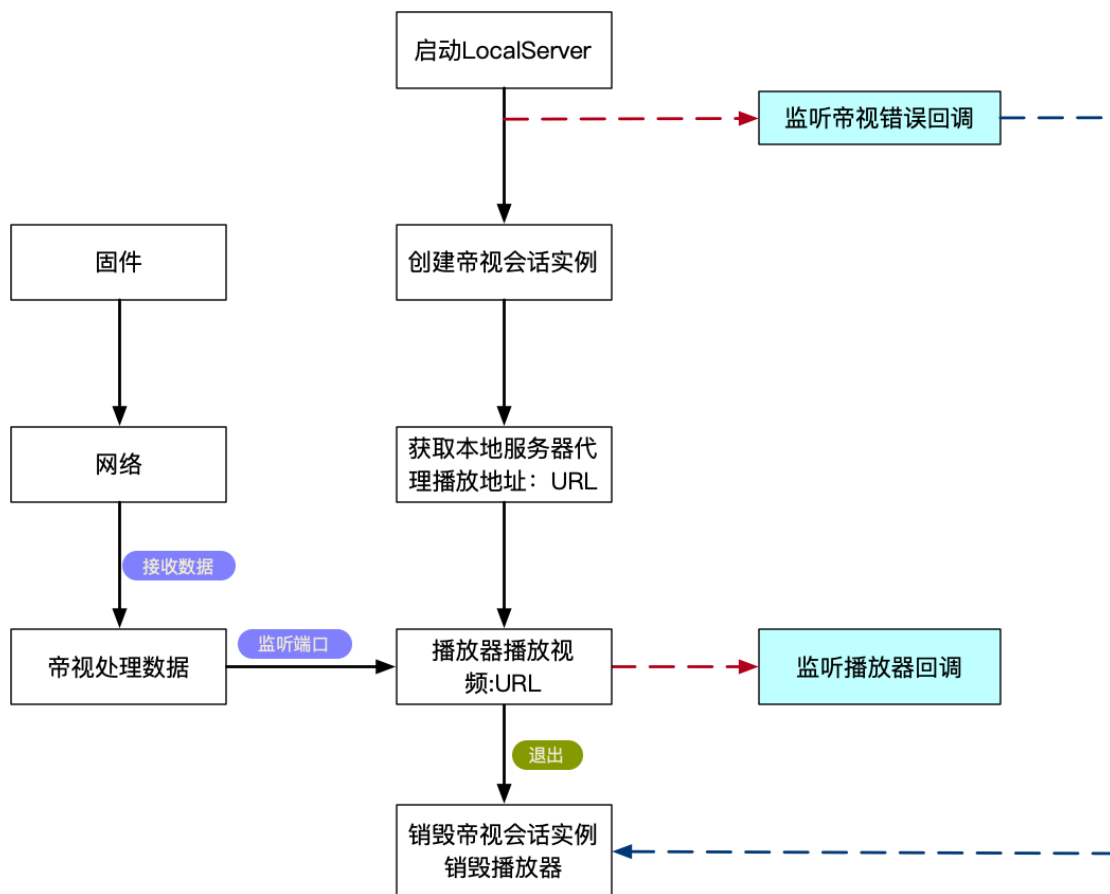 启动LocalServer
监听帝视错误回调
固件
创建帝视会话实例
网络
获取本地服务器代
理播放地址：URL
接收数据
帝视处理数据
监听端口
播放器播放视
频:URL
监听播放器回调
退出
销毁帝视会话实例
销毁播放器